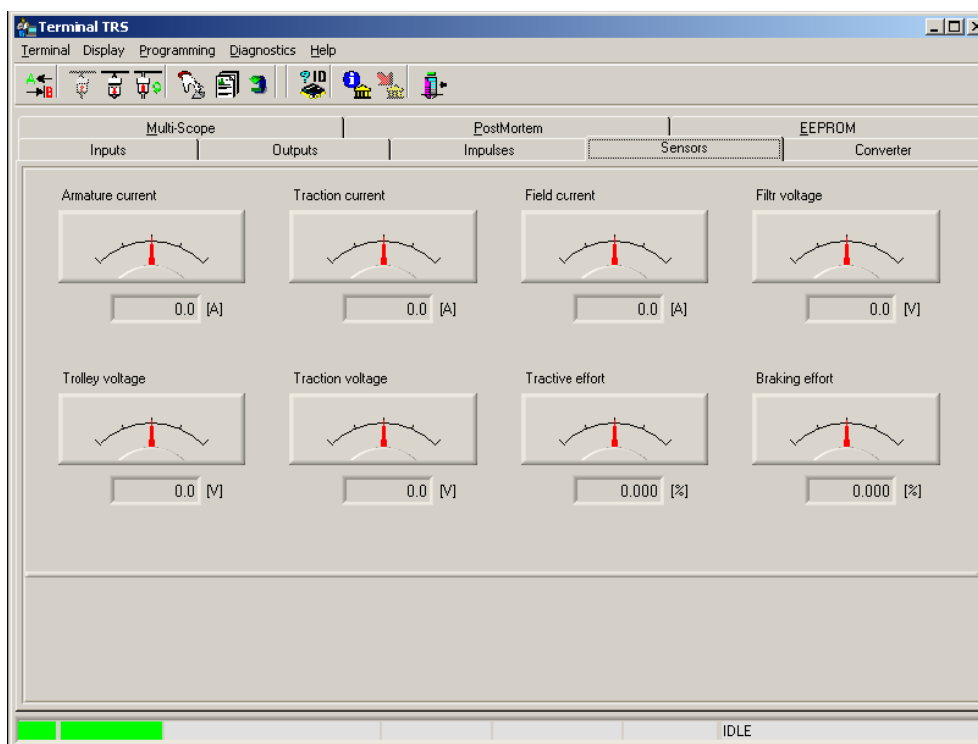 Terminal TRS
Terminal Display Programming Diagnostics Help
A B ? ID
Multi-Scope PostMortem EEPROM
Inputs Outputs Impulses Sensors Converter
Armature current Traction current Field current Filtr voltage
0.0 [A] 0.0 [A] 0.0 [A] 0.0 [V]
Trolley voltage Traction voltage Tractive effort Braking effort
0.0 [V] 0.0 [V] 0.000 [%] 0.000 [%]
IDLE